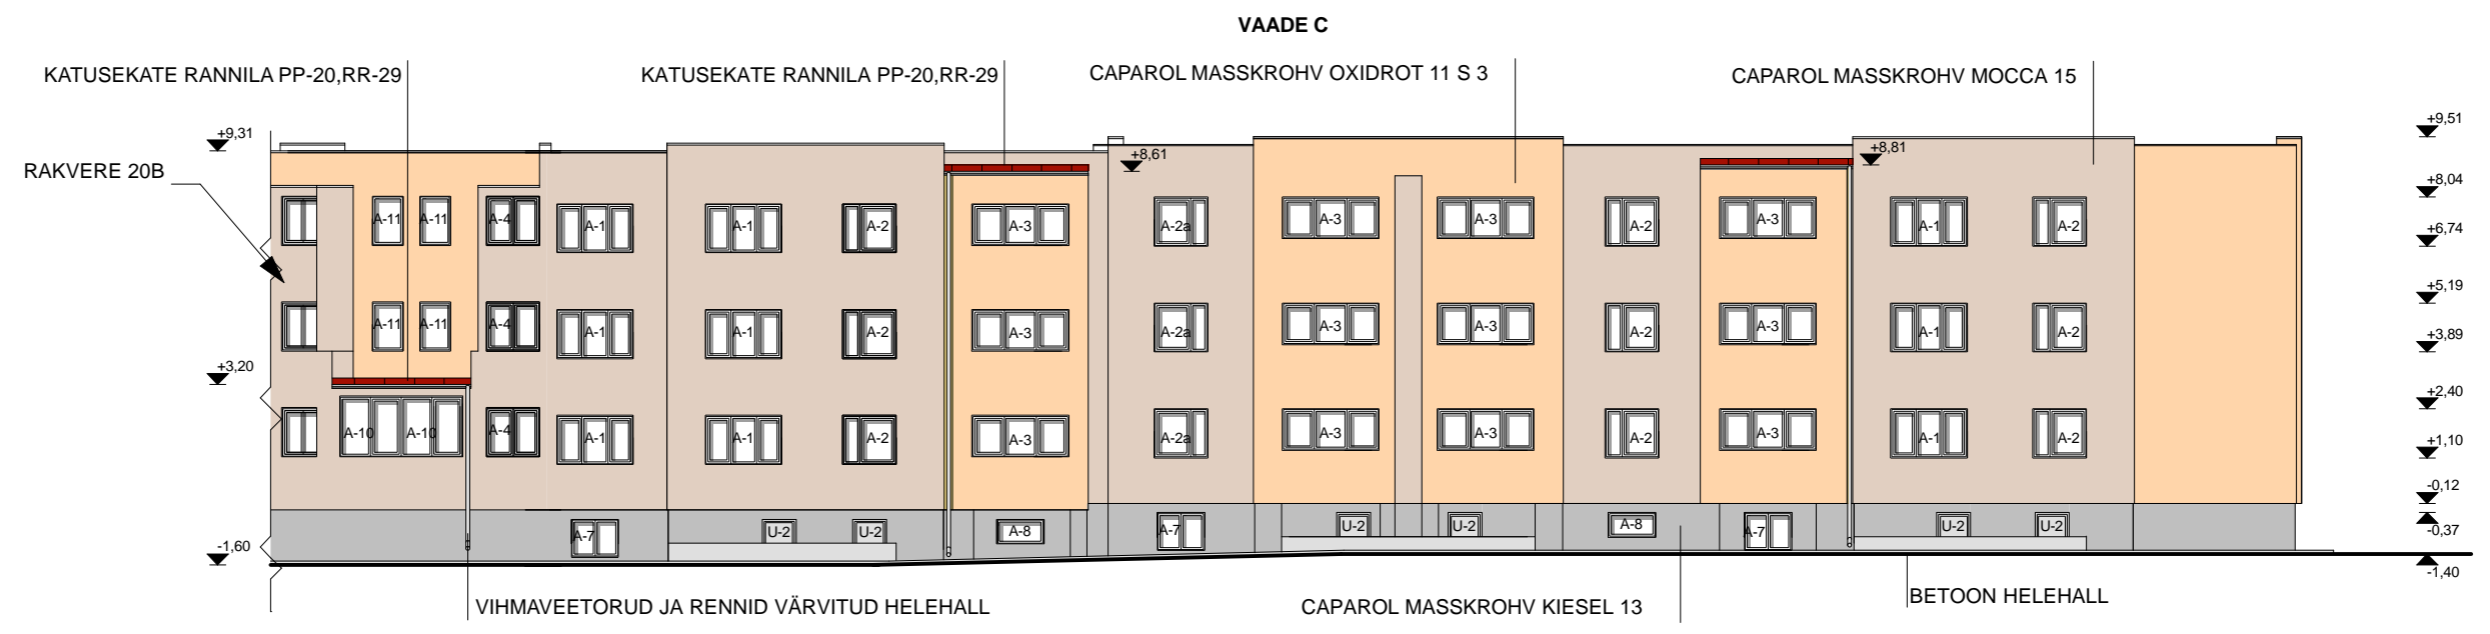 VAADE C
KATUSEKATE RANNILA PP-20,RR-29
KATUSEKATE RANNILA PP-20,RR-29
CAPAROL MASSKROHV OXIDROT 11 S 3
CAPAROL MASSKROHV MOCCA 15
+9,31
+9,51
+8,61
+8,81
RAKVERE 20B
+8,04
A-11 A-11 A-4 A-1 A-1 A-2 A-3 A-2a A-3 A-3 A-2 A-3 A-1 A-2
+6,74
+5,19
A-11 A-11 A-4 A-1 A-1 A-2 A-3 A-2a A-3 A-3 A-2 A-3 A-1 A-2
+3,89
+3,20
+2,40
A-10 A-10 A-4 A-1 A-1 A-2 A-3 A-2a A-3 A-3 A-2 A-3 A-1 A-2
+1,10
-0,12
A-7 U-2 U-2 A-8 A-7 U-2 U-2 A-8 A-7 U-2 U-2
-0,37
-1,60
-1,40
VIHMAVEETORUD JA RENNID VÄRVITUD HELEHALL
CAPAROL MASSKROHV KIESEL 13
BETOON HELEHALL